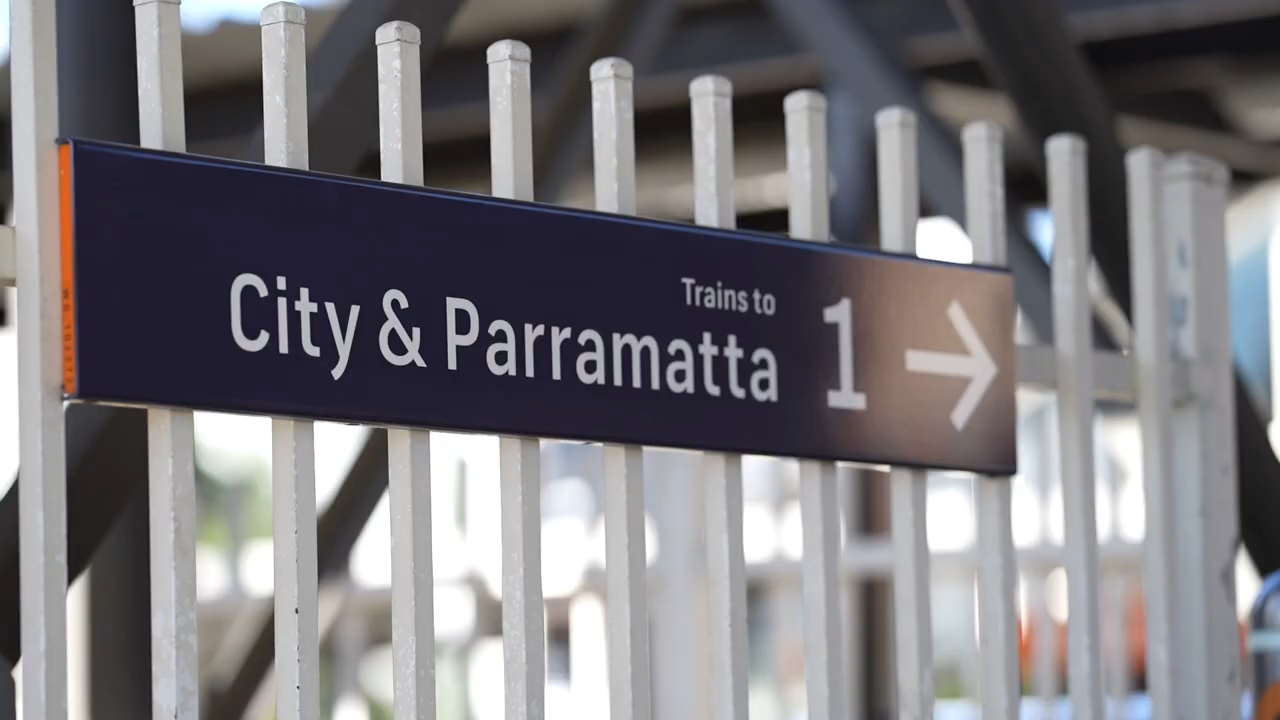 Trains to
City & Parramatta 1 →